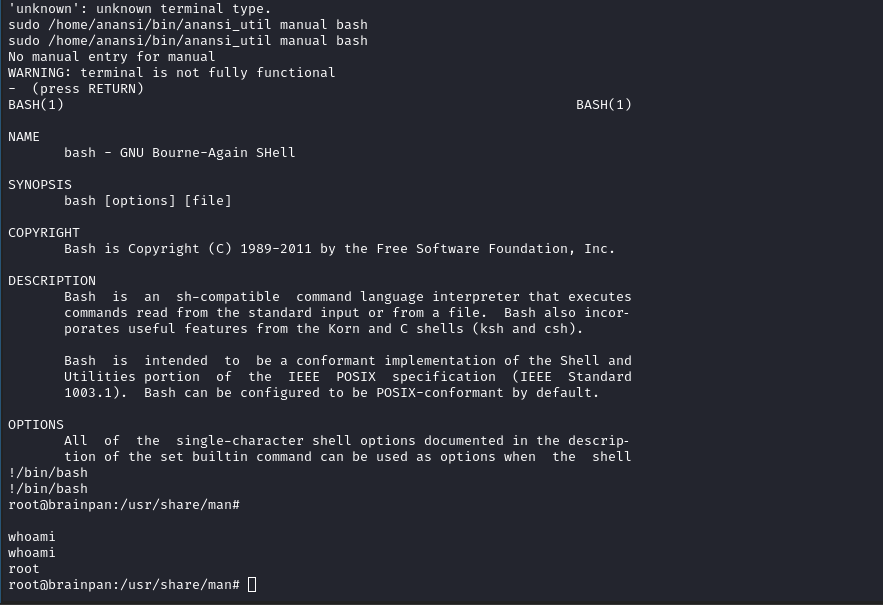 'unknown': unknown terminal type.
sudo /home/anansi/bin/anansi_util manual bash
sudo /home/anansi/bin/anansi_util manual bash
No manual entry for manual
WARNING: terminal is not fully functional
-  (press RETURN)
BASH(1)                                                                BASH(1)
NAME
       bash - GNU Bourne-Again SHell
SYNOPSIS
       bash [options] [file]
COPYRIGHT
       Bash is Copyright (C) 1989-2011 by the Free Software Foundation, Inc.
DESCRIPTION
       Bash  is  an  sh-compatible  command language interpreter that executes
       commands read from the standard input or from a file.  Bash also incor-
       porates useful features from the Korn and C shells (ksh and csh).
       Bash  is  intended  to  be a conformant implementation of the Shell and
       Utilities portion  of  the  IEEE  POSIX  specification  (IEEE  Standard
       1003.1).  Bash can be configured to be POSIX-conformant by default.
OPTIONS
       All  of  the  single-character shell options documented in the descrip-
       tion of the set builtin command can be used as options when  the  shell
!/bin/bash
!/bin/bash
root@brainpan:/usr/share/man#
whoami
whoami
root
root@brainpan:/usr/share/man#